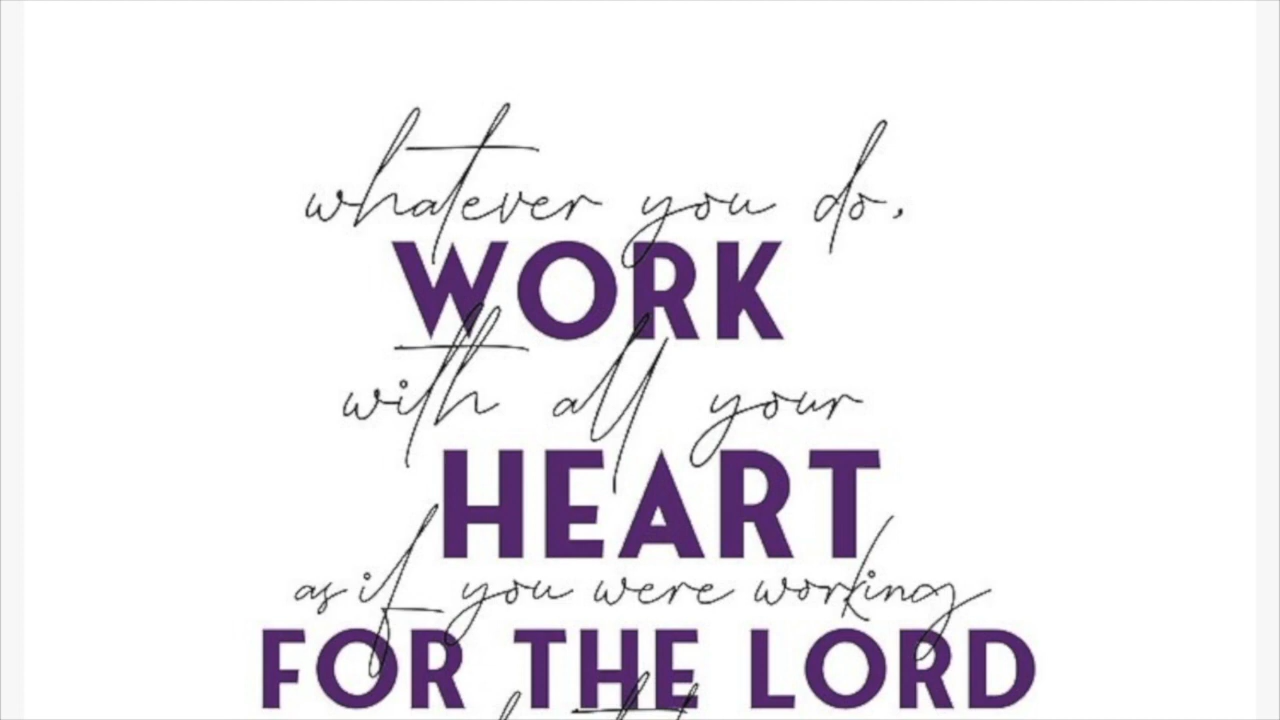 whatever you do,
WORK
with all your
HEART
as if you were working
FOR THE LORD